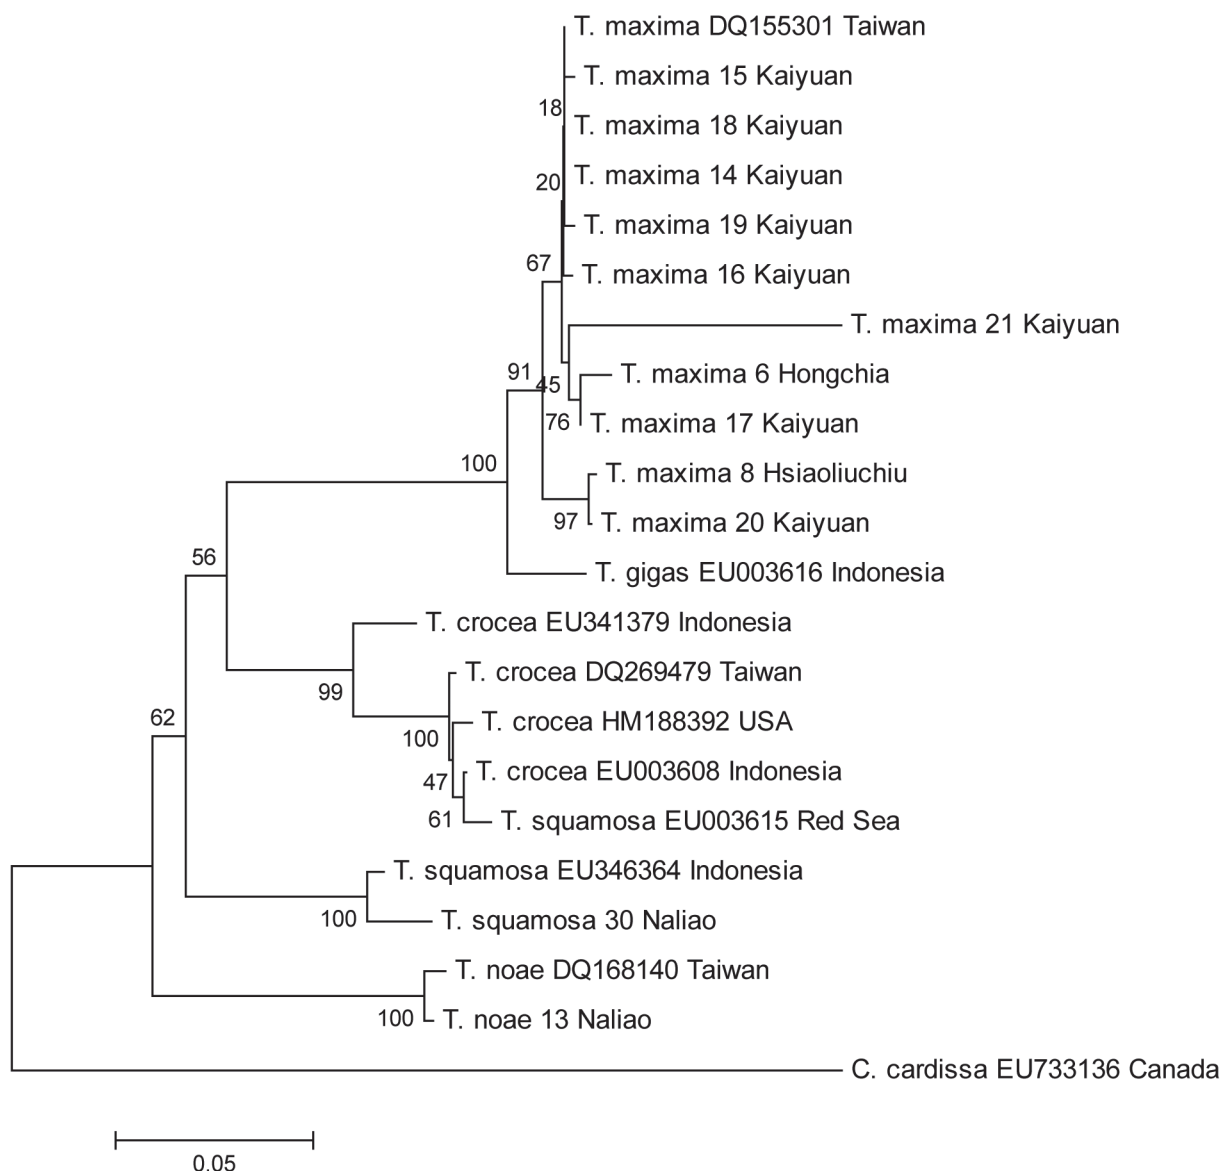 T. maxima DQ155301 Taiwan
T. maxima 15 Kaiyuan
18
T. maxima 18 Kaiyuan
T. maxima 14 Kaiyuan
20
T. maxima 19 Kaiyuan
67
T. maxima 16 Kaiyuan
T. maxima 21 Kaiyuan
91
45
T. maxima 6 Hongchia
76
T. maxima 17 Kaiyuan
100
T. maxima 8 Hsiaoliuchiu
97
T. maxima 20 Kaiyuan
56
T. gigas EU003616 Indonesia
T. crocea EU341379 Indonesia
99
T. crocea DQ269479 Taiwan
62
T. crocea HM188392 USA
100
T. crocea EU003608 Indonesia
47
61
T. squamosa EU003615 Red Sea
T. squamosa EU346364 Indonesia
100
T. squamosa 30 Naliao
T. noae DQ168140 Taiwan
100
T. noae 13 Naliao
C. cardissa EU733136 Canada
0.05